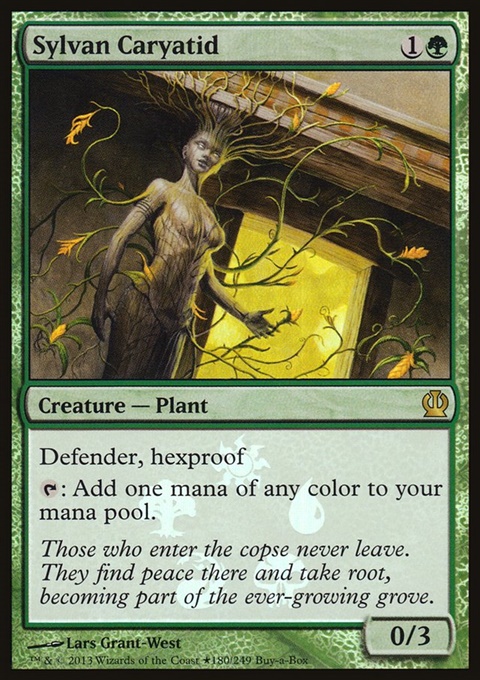 Sylvan Caryatid 1
Creature — Plant
Defender, hexproof
: Add one mana of any color to your
mana pool.
Those who enter the copse never leave.
They find peace there and take root,
becoming part of the ever-growing grove.
0/3
Lars Grant-West
™ & © 2013 Wizards of the Coast ★180/249 Buy-a-Box